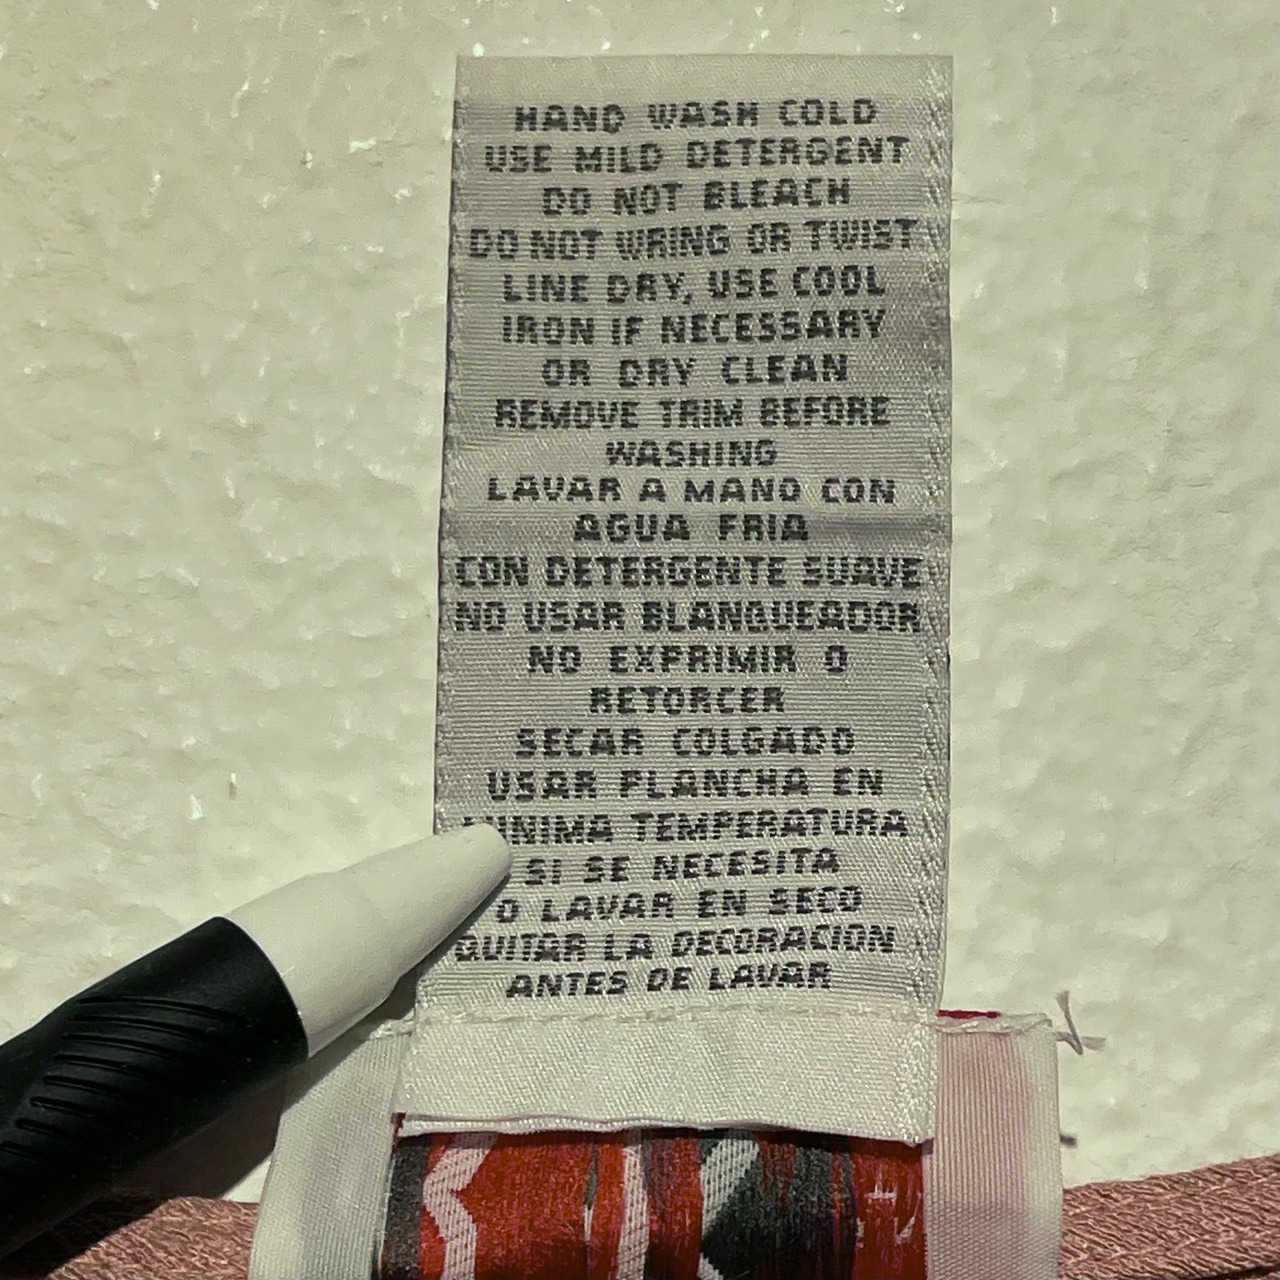 HAND WASH COLD
USE MILD DETERGENT
DO NOT BLEACH
DO NOT WRING OR TWIST
LINE DRY, USE COOL
IRON IF NECESSARY
OR DRY CLEAN
REMOVE TRIM BEFORE
WASHING
LAVAR A MANO CON
AGUA FRIA
CON DETERGENTE SUAVE
NO USAR BLANQUEADOR
NO EXPRIMIR O
RETORCER
SECAR COLGADO
USAR PLANCHA EN
TEMPERATURA
SI SE NECESITA
O LAVAR EN SECO
QUITAR LA DECORACION
ANTES DE LAVAR